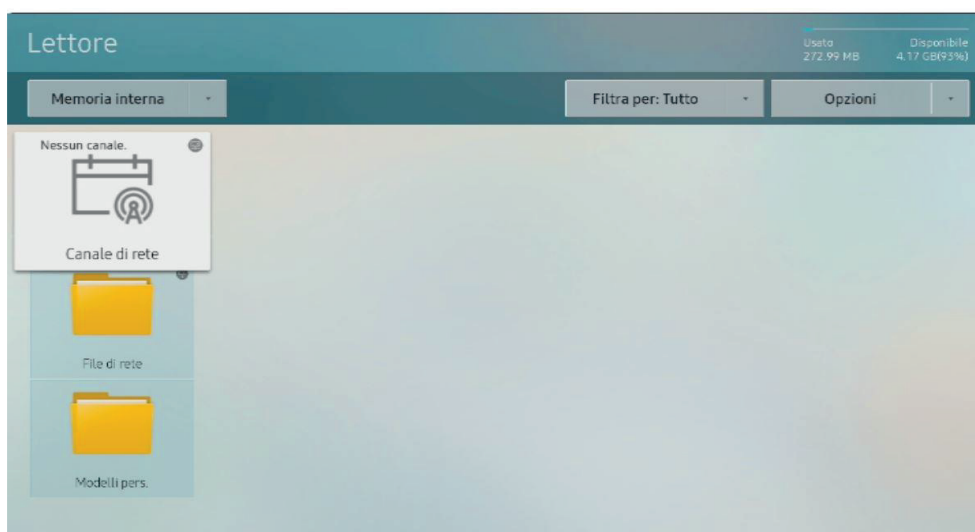 Lettore
Usato Disponibile
272.99 MB 4.17 GB(93%)
Memoria interna Filtra per: Tutto Opzioni
Nessun canale.
Canale di rete
File di rete
Modelli pers.